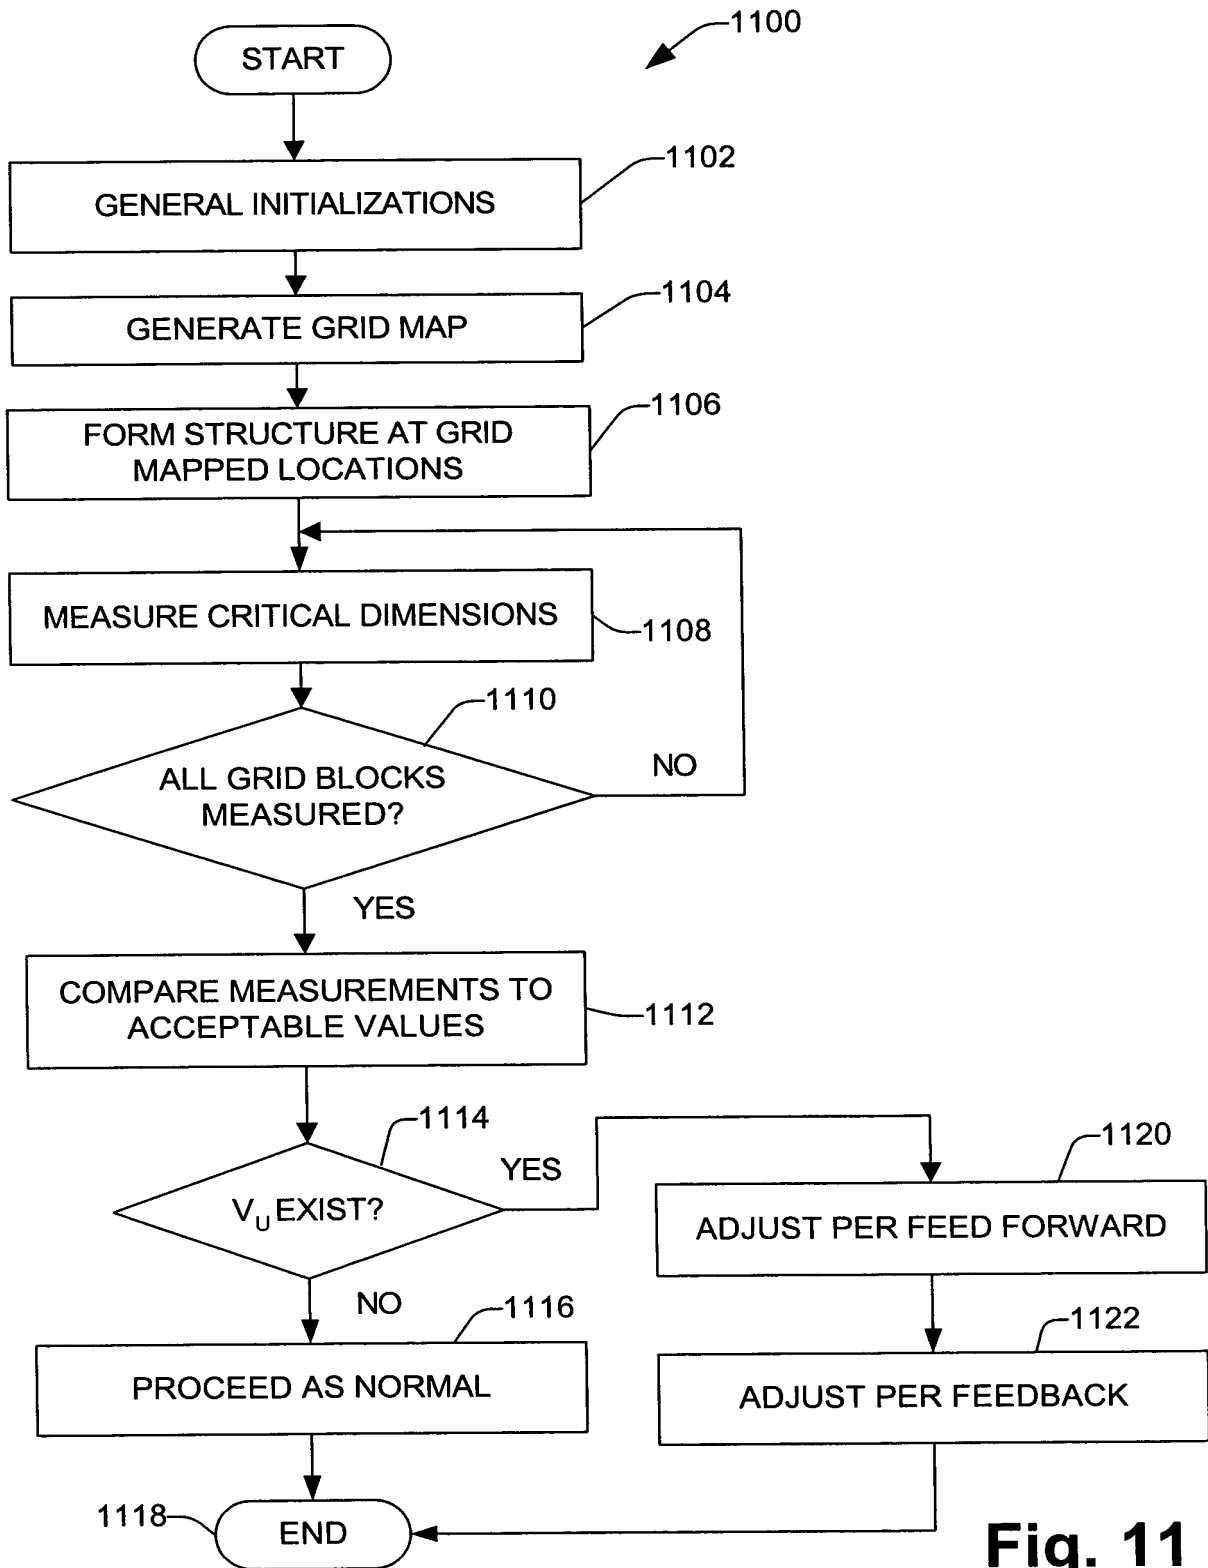 1100
START
1102
GENERAL INITIALIZATIONS
1104
GENERATE GRID MAP
1106
FORM STRUCTURE AT GRID
MAPPED LOCATIONS
MEASURE CRITICAL DIMENSIONS
1108
1110
ALL GRID BLOCKS
MEASURED?
NO
YES
COMPARE MEASUREMENTS TO
ACCEPTABLE VALUES
1112
1114
VU EXIST?
YES
1120
ADJUST PER FEED FORWARD
NO
1116
PROCEED AS NORMAL
1122
ADJUST PER FEEDBACK
1118
END
Fig. 11